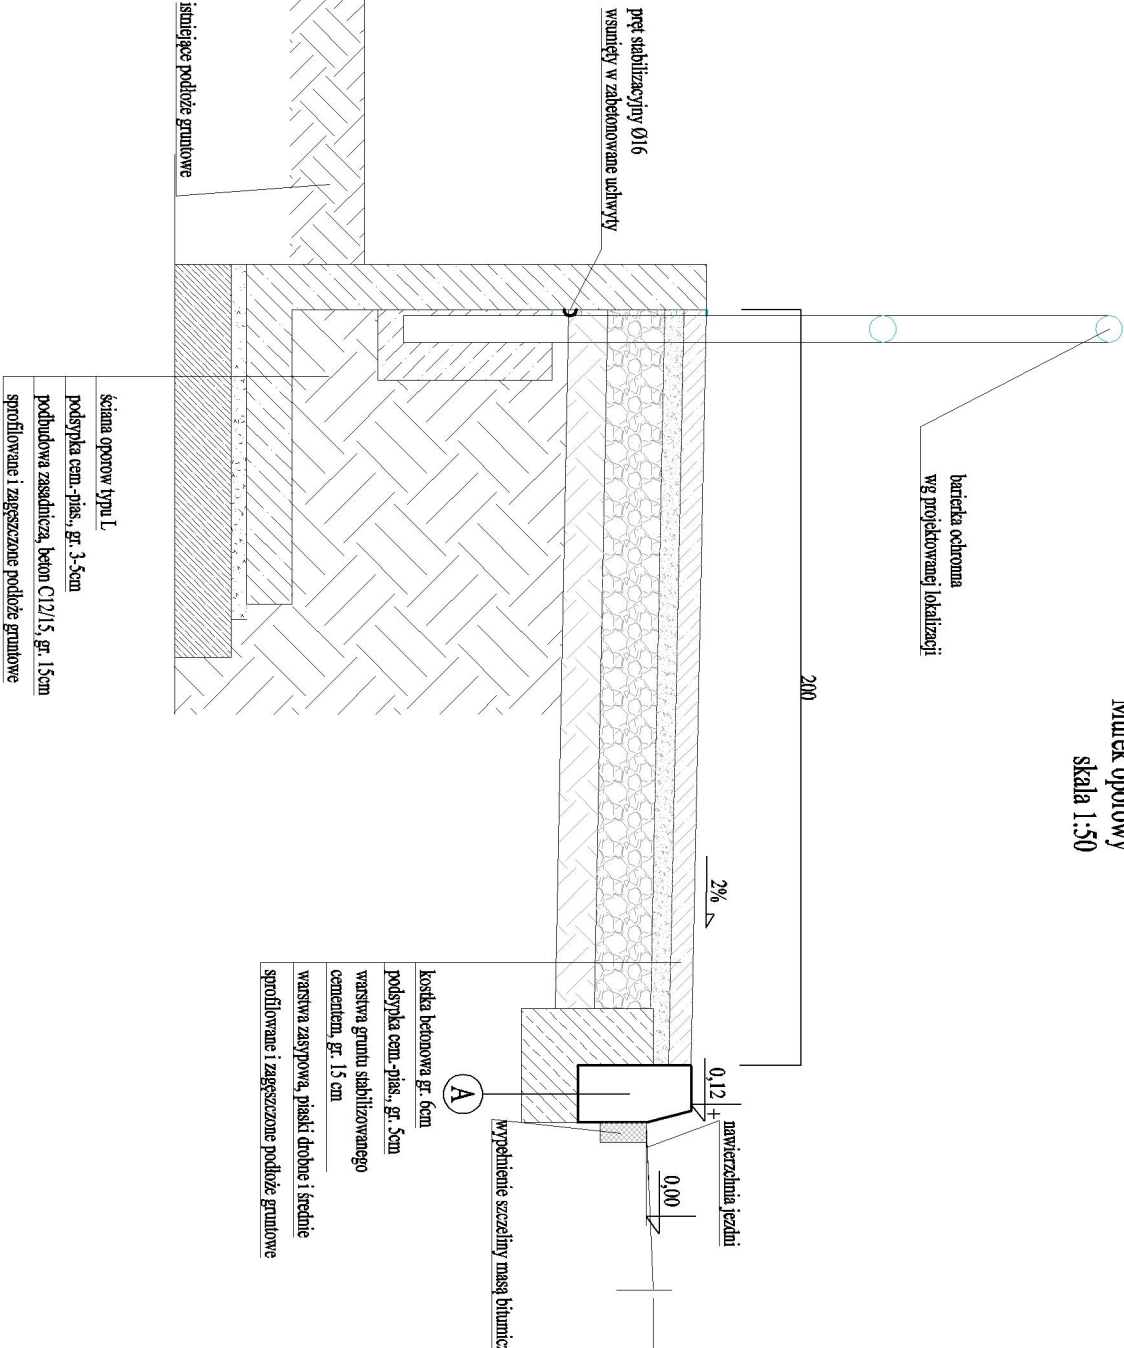 Murek oporowy
skala 1:50
barierka ochronna
wg projektowanej lokalizacji
200
pręt stabilizacyjny Ø16
wsunięty w zabetonowane uchwyty
2%
0,12
+
nawierzchnia jezdni
0,00
wypełnienie szczeliny masą
A
kostka betonowa gr. 6cm
podsypka cem.-pias., gr. 5cm
warstwa gruntu stabilizowanego
cementem, gr. 15 cm
warstwa zasypowa, piaski drobne i średnie
sprofilowane i zagęszczone podłoże gruntowe
istniejące podłoże gruntowe
ściana oporow typu L
podsypka cem.-pias., gr. 3-5cm
podbudowa zasadnicza, beton C12/15, gr. 15cm
sprofilowane i zagęszczone podłoże gruntowe